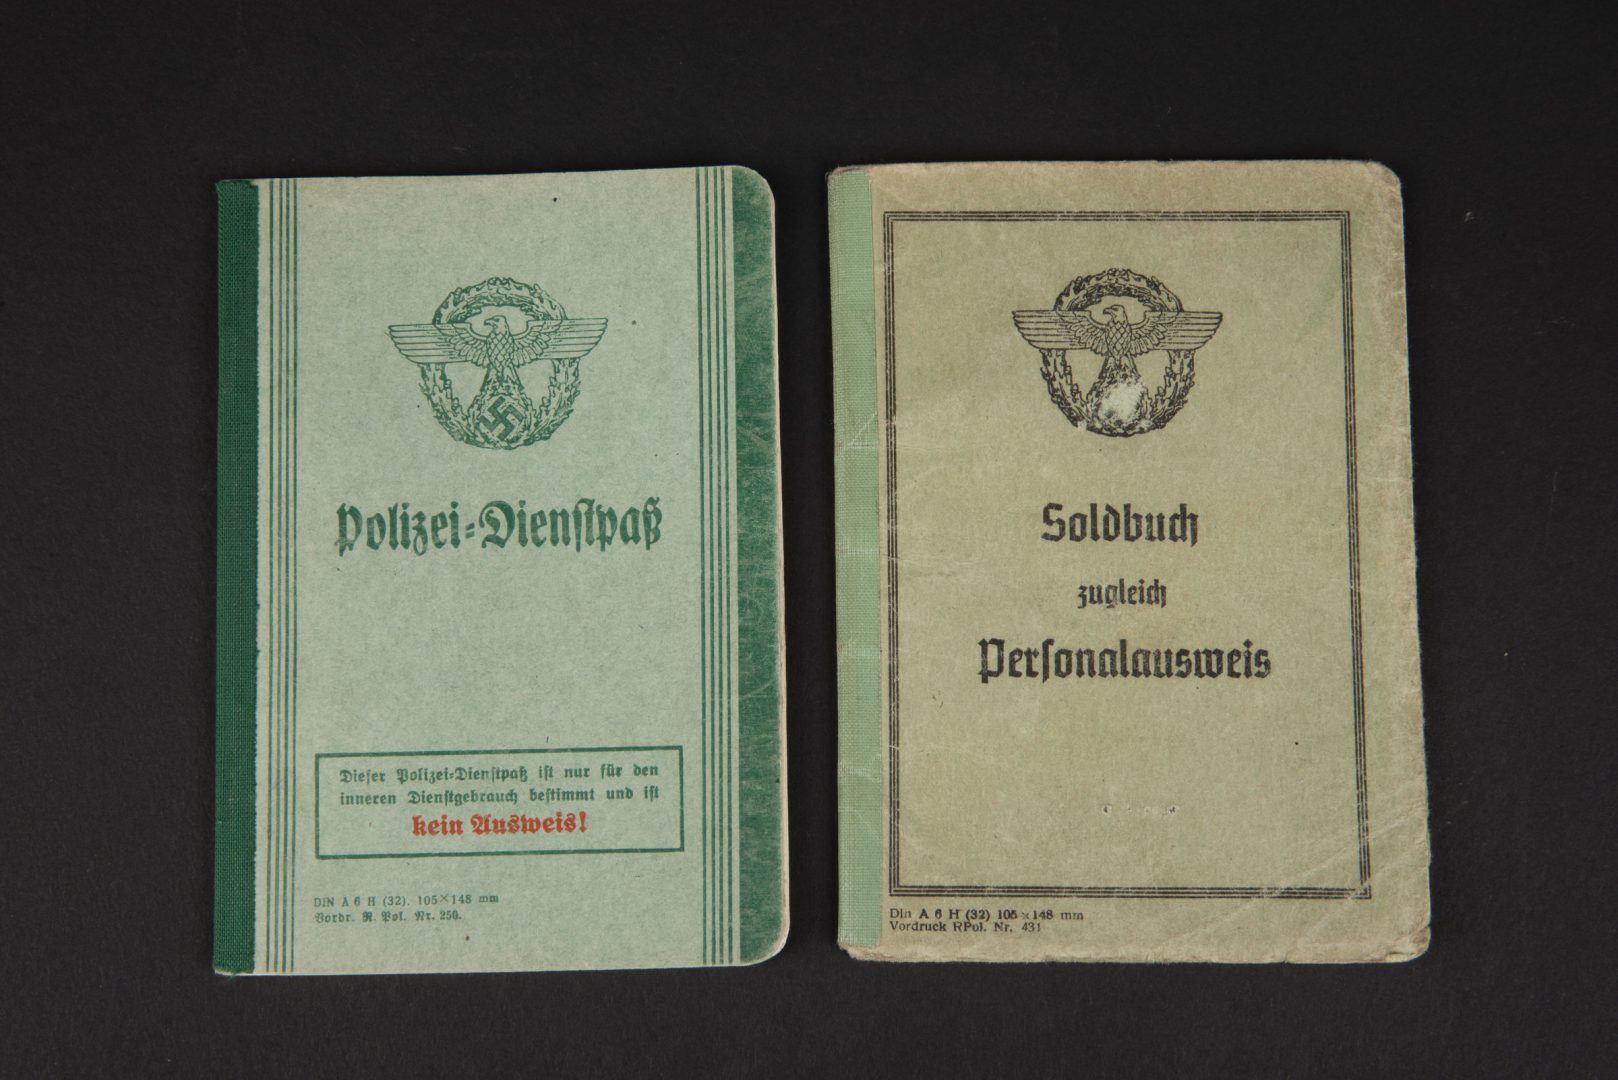 Polizei=Dienstpaß
Dieser Polizei=Dienstpaß ist nur für den
inneren Dienstgebrauch bestimmt und ist
kein Ausweis!
DIN A 6 H (32). 105×148 mm
Vordr. R. Pol. Nr. 250.
Soldbuch
zugleich
Personalausweis
Din A 6 H (32) 105×148 mm
Vordruck RPol. Nr. 431